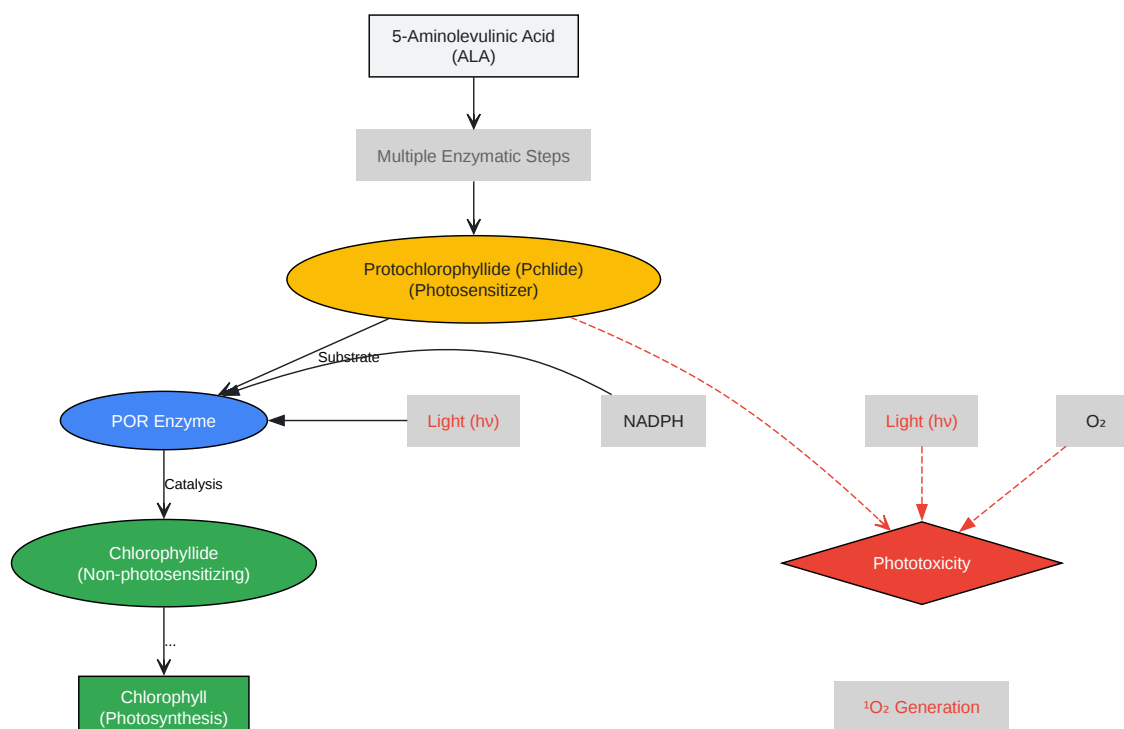 5-Aminolevulinic Acid
(ALA)
Multiple Enzymatic Steps
Protochlorophyllide (Pchlide)
(Photosensitizer)
Substrate
POR Enzyme
Light (hν)
NADPH
Light (hν)
O₂
Catalysis
Chlorophyllide
(Non-photosensitizing)
Phototoxicity
...
Chlorophyll
(Photosynthesis)
¹O₂ Generation